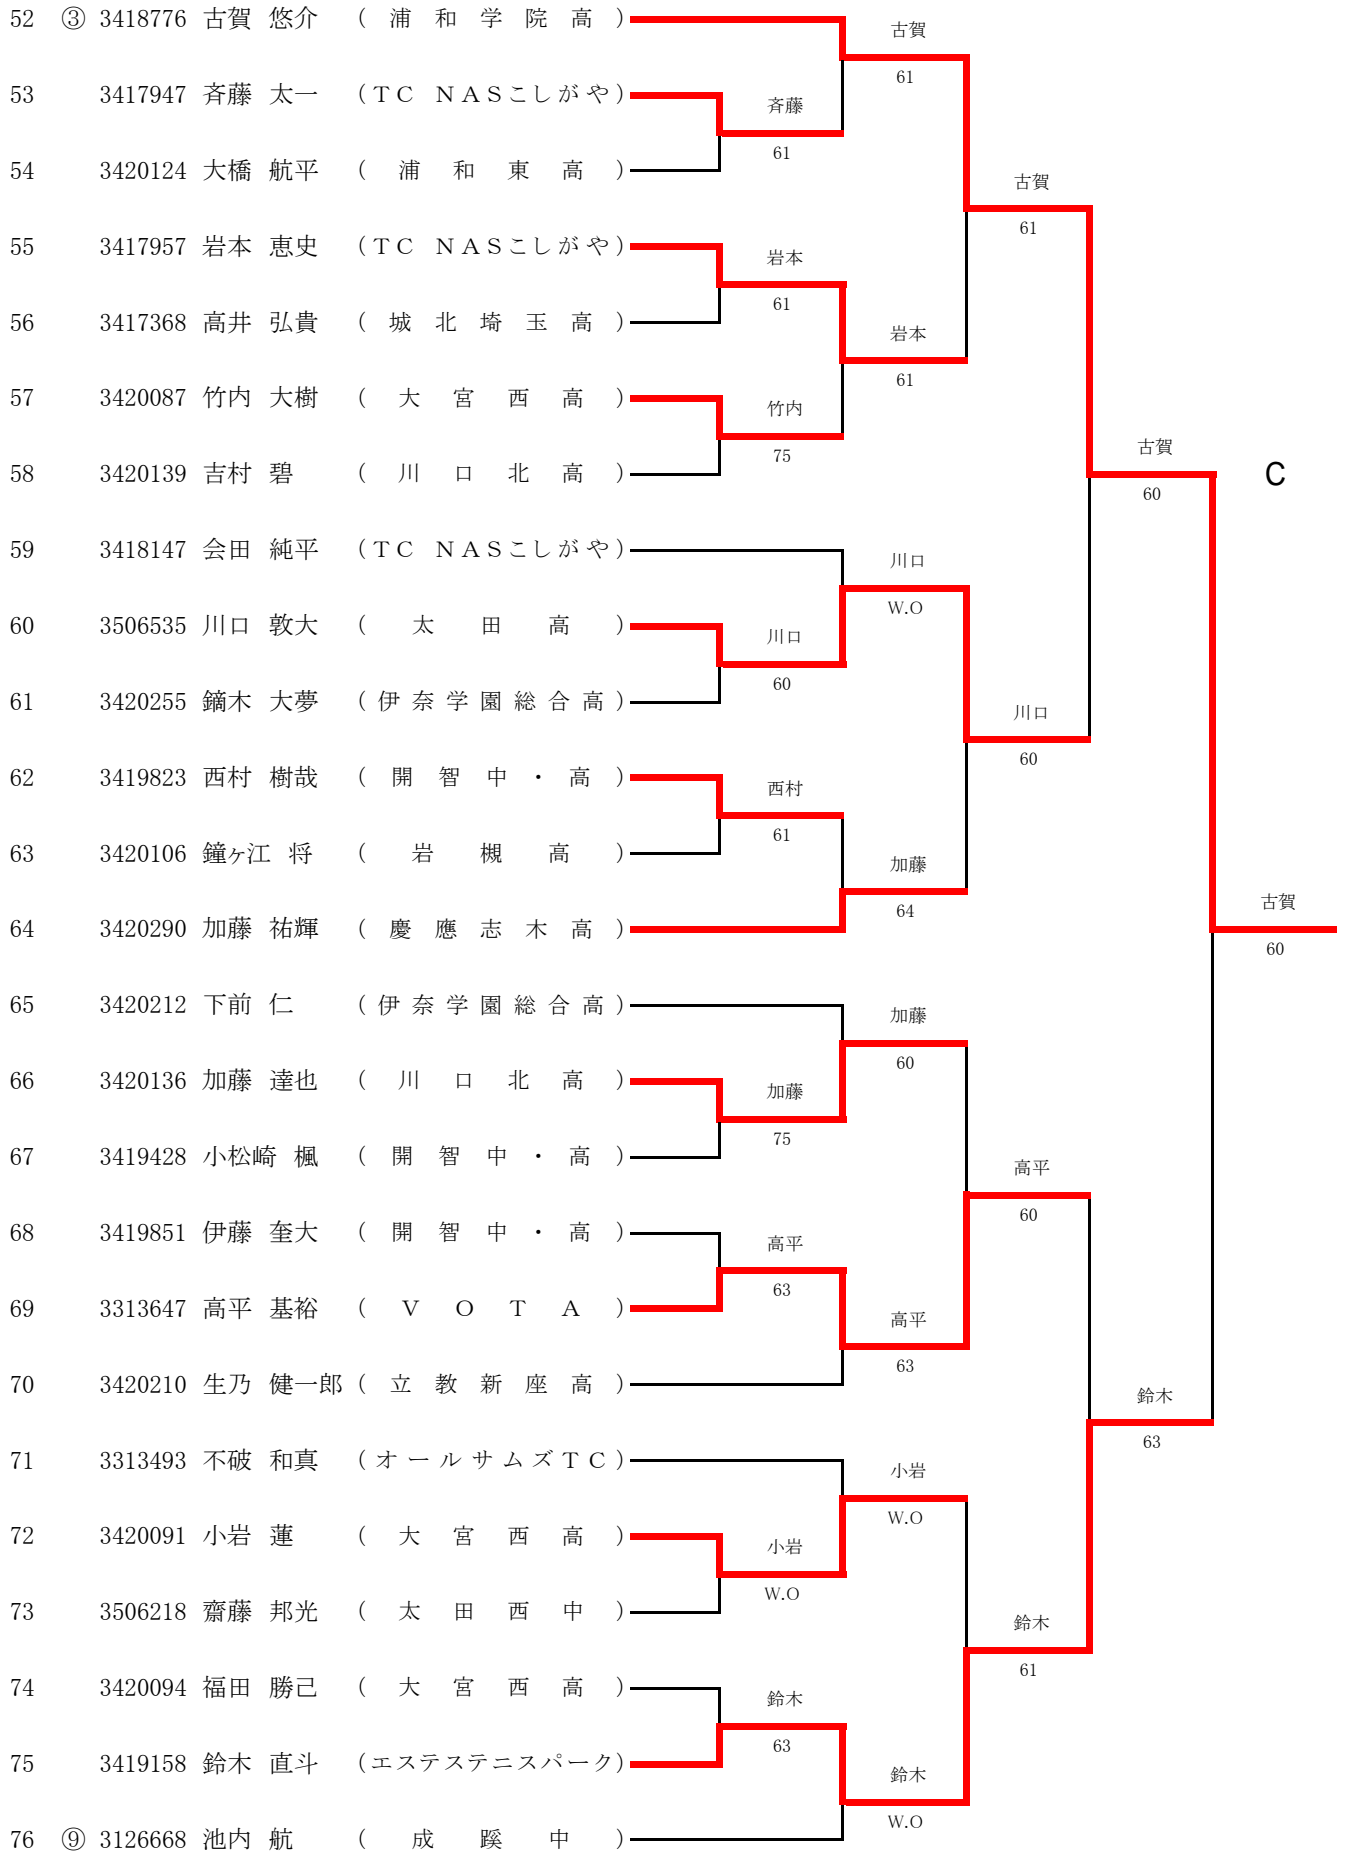 52 ③ 3418776 古賀 悠介 ( 浦 和 学 院 高 )
古賀
61
53 3417947 斉藤 太一 (TC NASこしがや)
斉藤
61
54 3420124 大橋 航平 ( 浦 和 東 高 )
古賀
61
55 3417957 岩本 恵史 (TC NASこしがや)
岩本
61
56 3417368 高井 弘貴 ( 城 北 埼 玉 高 )
岩本
61
57 3420087 竹内 大樹 ( 大 宮 西 高 )
竹内
75
古賀
60
C
58 3420139 吉村 碧 ( 川 口 北 高 )
59 3418147 会田 純平 (TC NASこしがや)
川口
W.O
60 3506535 川口 敦大 ( 太 田 高 )
川口
60
61 3420255 鏑木 大夢 ( 伊 奈 学 園 総 合 高 )
川口
60
62 3419823 西村 樹哉 ( 開 智 中 ・ 高 )
西村
61
63 3420106 鐘ヶ江 将 ( 岩 槻 高 )
加藤
64
64 3420290 加藤 祐輝 ( 慶 應 志 木 高 )
古賀
60
65 3420212 下前 仁 ( 伊 奈 学 園 総 合 高 )
加藤
60
66 3420136 加藤 達也 ( 川 口 北 高 )
加藤
75
67 3419428 小松崎 楓 ( 開 智 中 ・ 高 )
高平
60
68 3419851 伊藤 奎大 ( 開 智 中 ・ 高 )
高平
63
69 3313647 高平 基裕 ( V O T A )
高平
63
70 3420210 生乃 健一郎 ( 立 教 新 座 高 )
鈴木
63
71 3313493 不破 和真 (オールサムズTC)
小岩
W.O
72 3420091 小岩 蓮 ( 大 宮 西 高 )
小岩
W.O
73 3506218 齋藤 邦光 ( 太 田 西 中 )
鈴木
61
74 3420094 福田 勝己 ( 大 宮 西 高 )
鈴木
63
75 3419158 鈴木 直斗 (エステステニスパーク)
鈴木
W.O
76 ⑨ 3126668 池内 航 ( 成 蹊 中 )